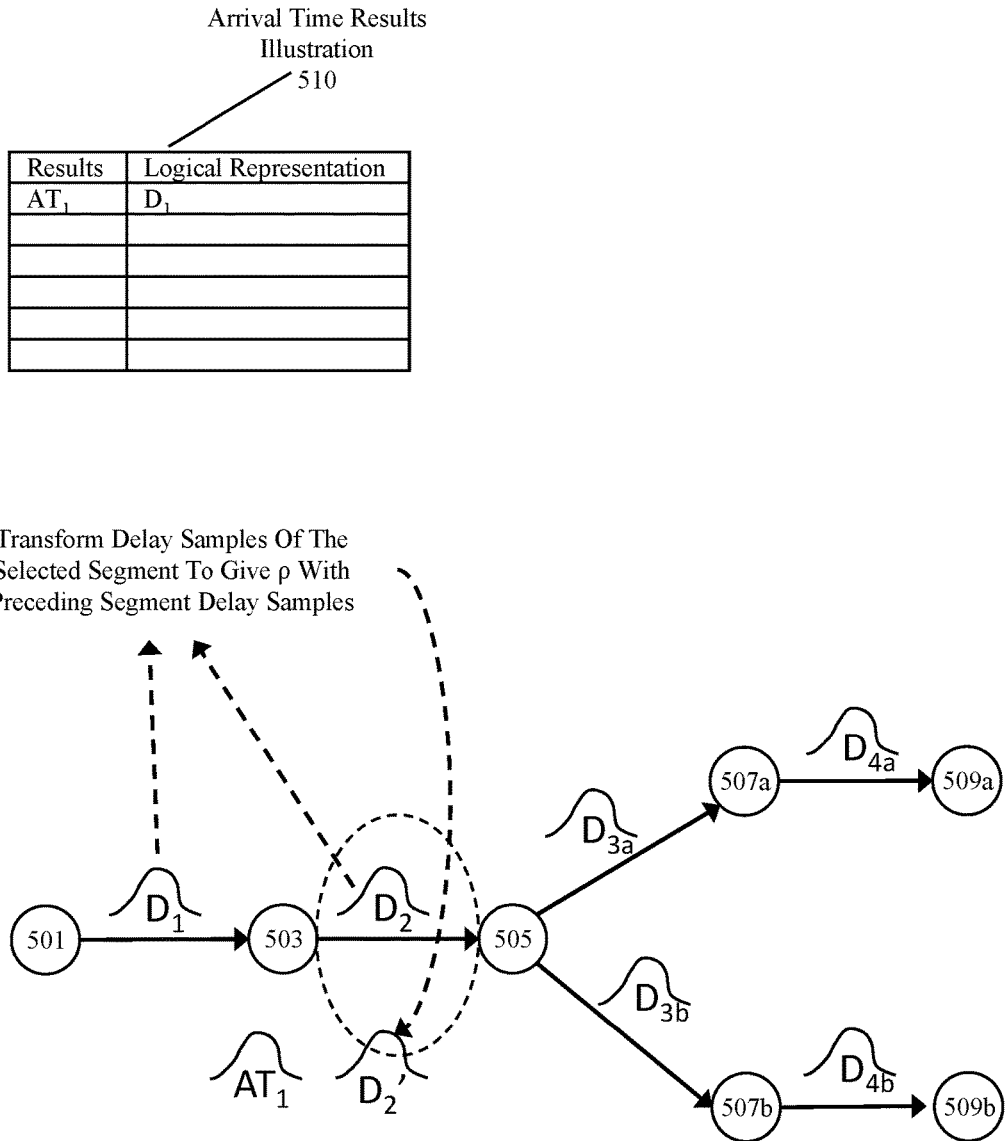 Arrival Time Results
Illustration
510
Results Logical Representation
AT₁ D₁
Transform Delay Samples Of The
Selected Segment To Give ρ With
Preceding Segment Delay Samples
D₄ₐ
507a 509a
D₃ₐ
D₁ D₂
501 503 505
D₃b
AT₁ D₂'
D₄b
507b 509b